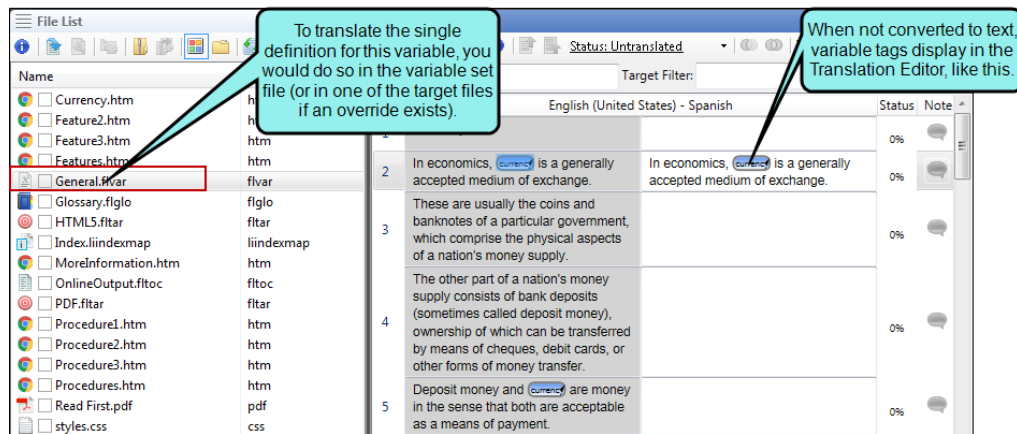 File List
To translate the single
definition for this variable, you
would do so in the variable set
file (or in one of the target files
if an override exists).
When not converted to text,
variable tags display in the
Translation Editor, like this.
Status: Untranslated
Name
Target Filter:
English (United States) - Spanish
Status
Note
Currency.htm
Feature2.htm
htm
Feature3.htm
htm
Features.htm
htm
General.flvar
flvar
Glossary.flglo
flglo
HTML5.fltar
fltar
Index.liindexmap
liindexmap
MoreInformation.htm
htm
OnlineOutput.fltoc
fltoc
PDF.fltar
fltar
Procedure1.htm
htm
Procedure2.htm
htm
Procedure3.htm
htm
Procedures.htm
htm
Read First.pdf
pdf
styles.css
css
0%
2
In economics, currency is a generally
accepted medium of exchange.
In economics, currency is a generally
accepted medium of exchange.
0%
3
These are usually the coins and
banknotes of a particular government,
which comprise the physical aspects
of a nation's money supply.
0%
4
The other part of a nation's money
supply consists of bank deposits
(sometimes called deposit money),
ownership of which can be transferred
by means of cheques, debit cards, or
other forms of money transfer.
0%
5
Deposit money and currency are money
in the sense that both are acceptable
as a means of payment.
0%